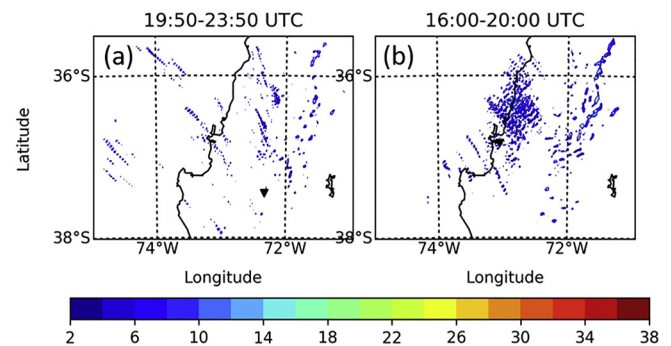 19:50-23:50 UTC
16:00-20:00 UTC
(a)
(b)
36°S
36°S
Latitude
38°S
38°S
74°W
72°W
74°W
72°W
Longitude
Longitude
2
6
10
14
18
22
26
30
34
38